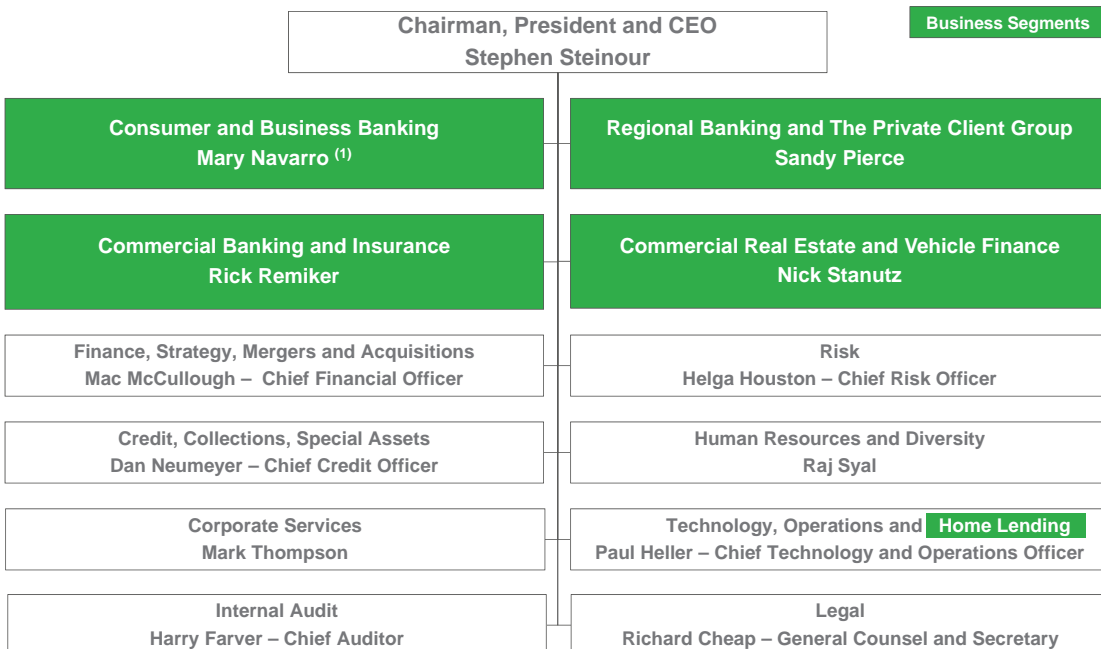 Chairman, President and CEO
Stephen Steinour
Business Segments
Consumer and Business Banking
Mary Navarro (1)
Regional Banking and The Private Client Group
Sandy Pierce
Commercial Banking and Insurance
Rick Remiker
Commercial Real Estate and Vehicle Finance
Nick Stanutz
Finance, Strategy, Mergers and Acquisitions
Mac McCullough – Chief Financial Officer
Risk
Helga Houston – Chief Risk Officer
Credit, Collections, Special Assets
Dan Neumeyer – Chief Credit Officer
Human Resources and Diversity
Raj Syal
Corporate Services
Mark Thompson
Technology, Operations and Home Lending
Paul Heller – Chief Technology and Operations Officer
Internal Audit
Harry Farver – Chief Auditor
Legal
Richard Cheap – General Counsel and Secretary